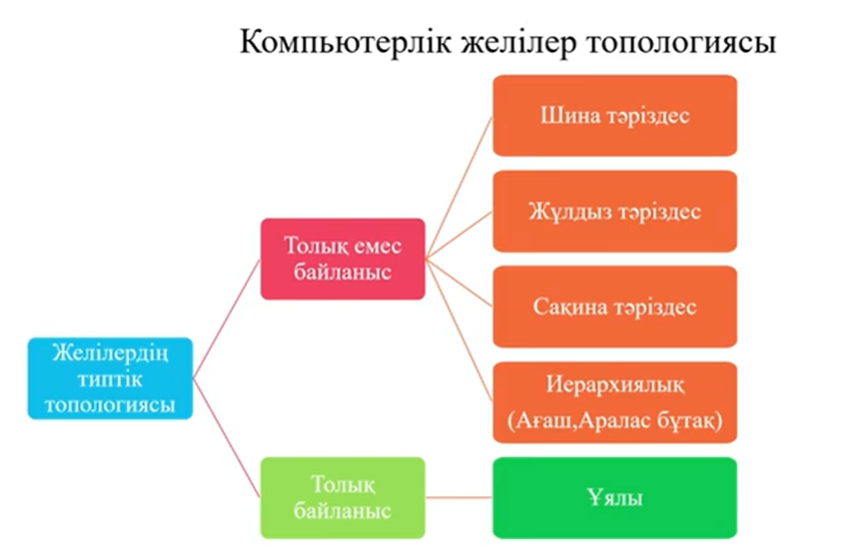 Компьютерлік желілер топологиясы
Шина тәріздес
Жұлдыз тәріздес
Толық емес
байланыс
Сақина тәріздес
Желілердің
типтік
топологиясы
Иерархиялық
(Ағаш,Аралас бұтақ)
Толық
байланыс
Ұялы